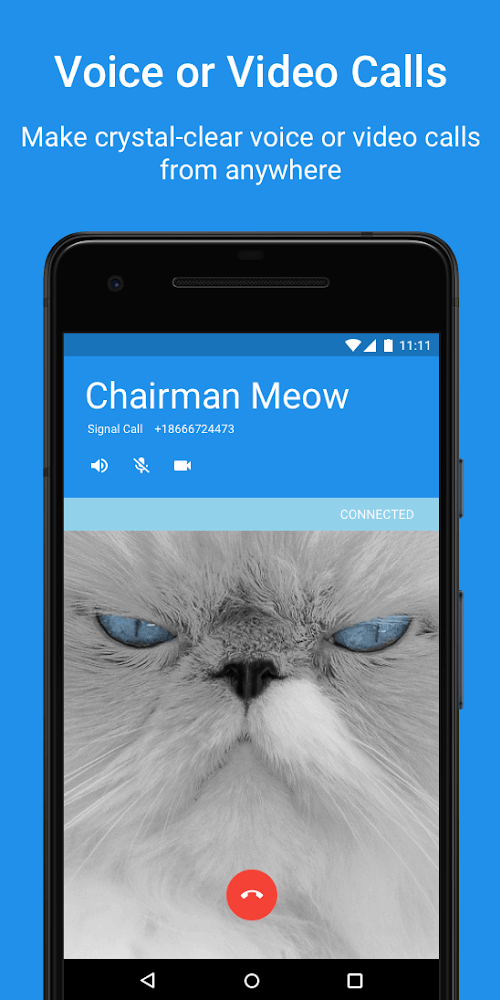 Voice or Video Calls
Make crystal-clear voice or video calls
from anywhere
11:11
Chairman Meow
Signal Call +18666724473
CONNECTED